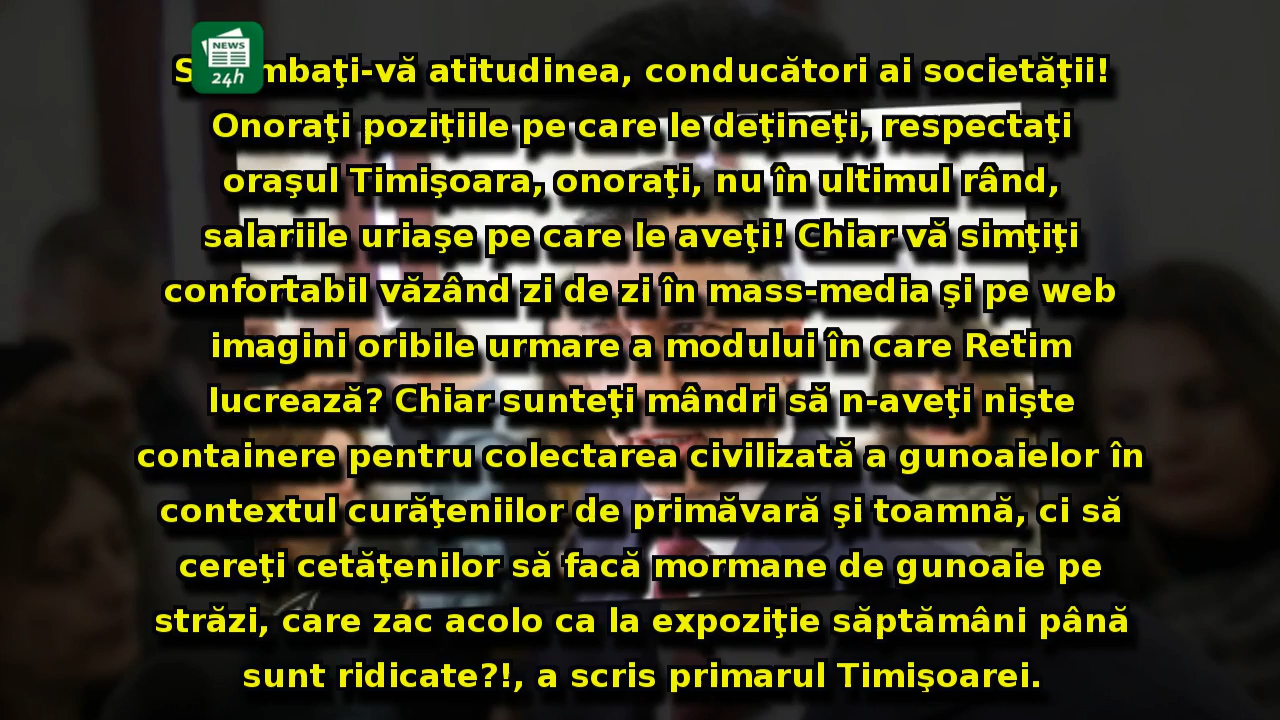 NEWS
24h
atitudinea, conducători ai societăţii!
Onoraţi poziţiile pe care le deţineţi, respectaţi
oraşul Timişoara, onoraţi, nu în ultimul rând,
salariile uriaşe pe care le aveţi! Chiar vă simţiţi
confortabil văzând zi de zi în mass-media şi pe web
imagini oribile urmare a modului în care Retim
lucrează? Chiar sunteţi mândri să n-aveţi nişte
containere pentru colectarea civilizată a gunoaielor în
contextul curăţeniilor de primăvară şi toamnă, ci să
cereţi cetăţenilor să facă mormane de gunoaie pe
străzi, care zac acolo ca la expoziţie săptămâni până
sunt ridicate?!, a scris primarul Timişoarei.